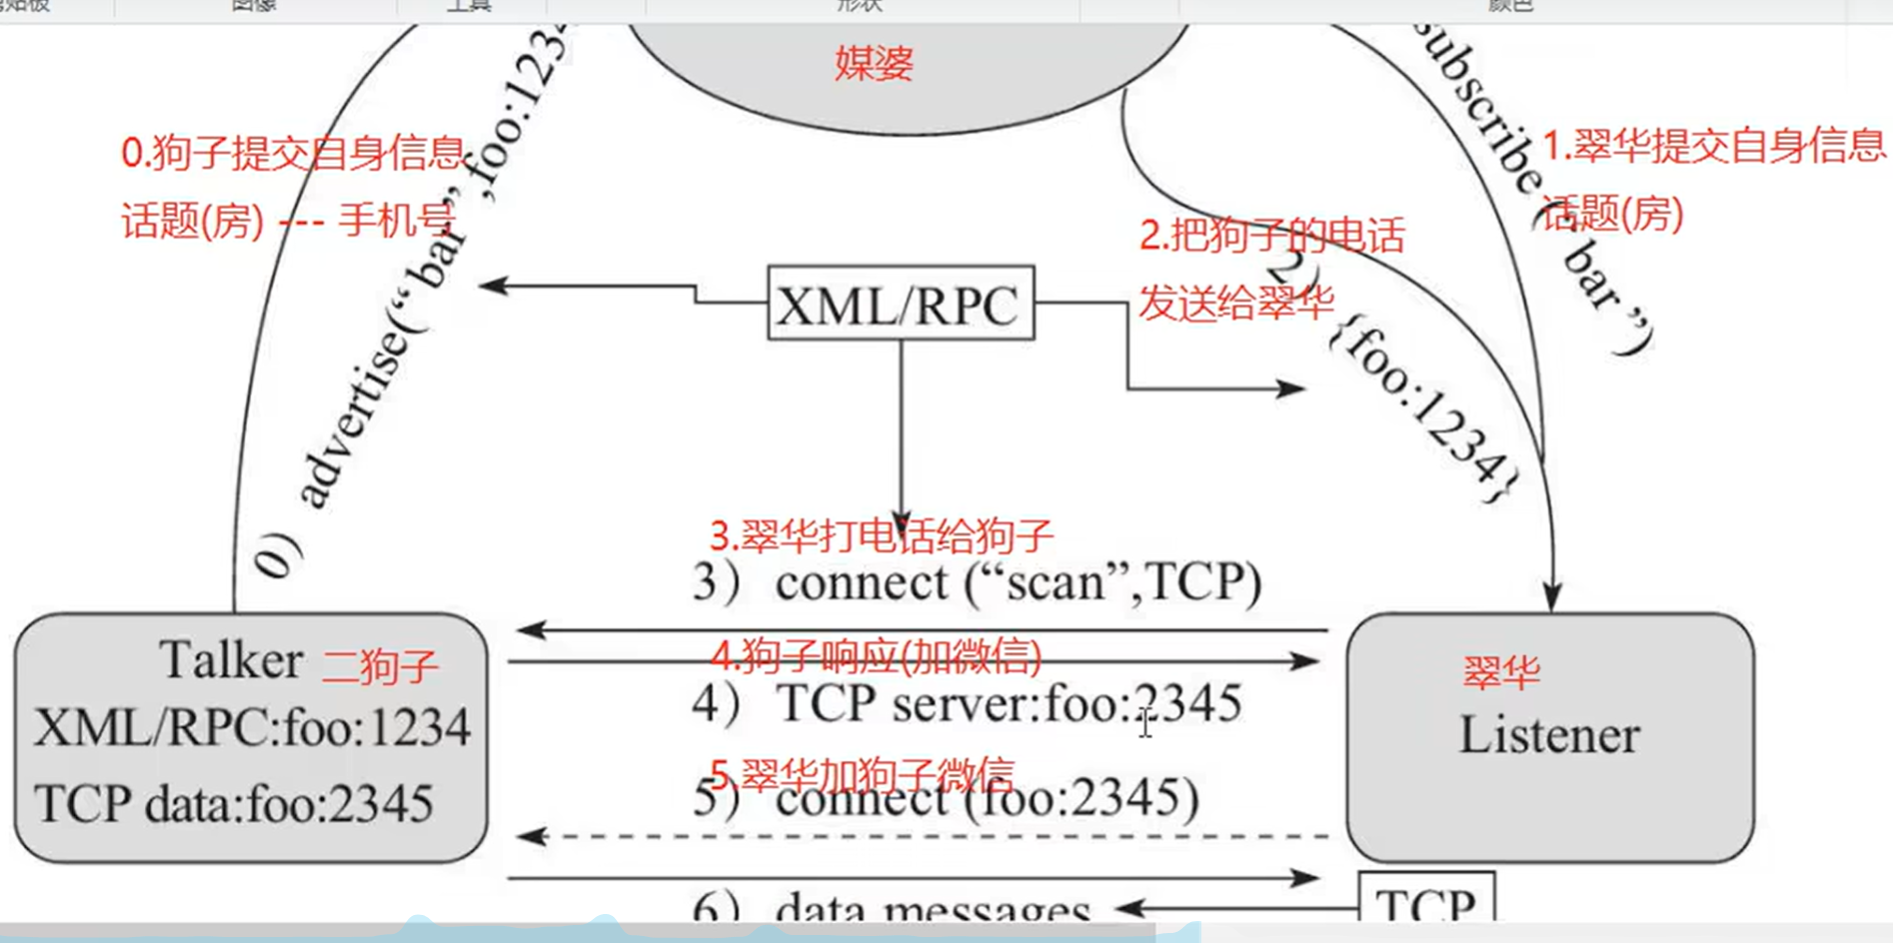 工具
形状
颜色
媒婆
0.狗子提交自身信息
话题(房) --- 手机号
0) advertise(“bar”,foo:1234
subscribe (“bar”)
1.翠华提交自身信息
话题(房)
2.把狗子的电话
发送给翠华
2) {foo:1234}
XML/RPC
3.翠华打电话给狗子
3) connect (“scan”,TCP)
4.狗子响应(加微信)
4) TCP server:foo:2345
5.翠华加狗子微信
5) connect (foo:2345)
6) data messages
TCP
Talker 二狗子
XML/RPC:foo:1234
TCP data:foo:2345
翠华
Listener